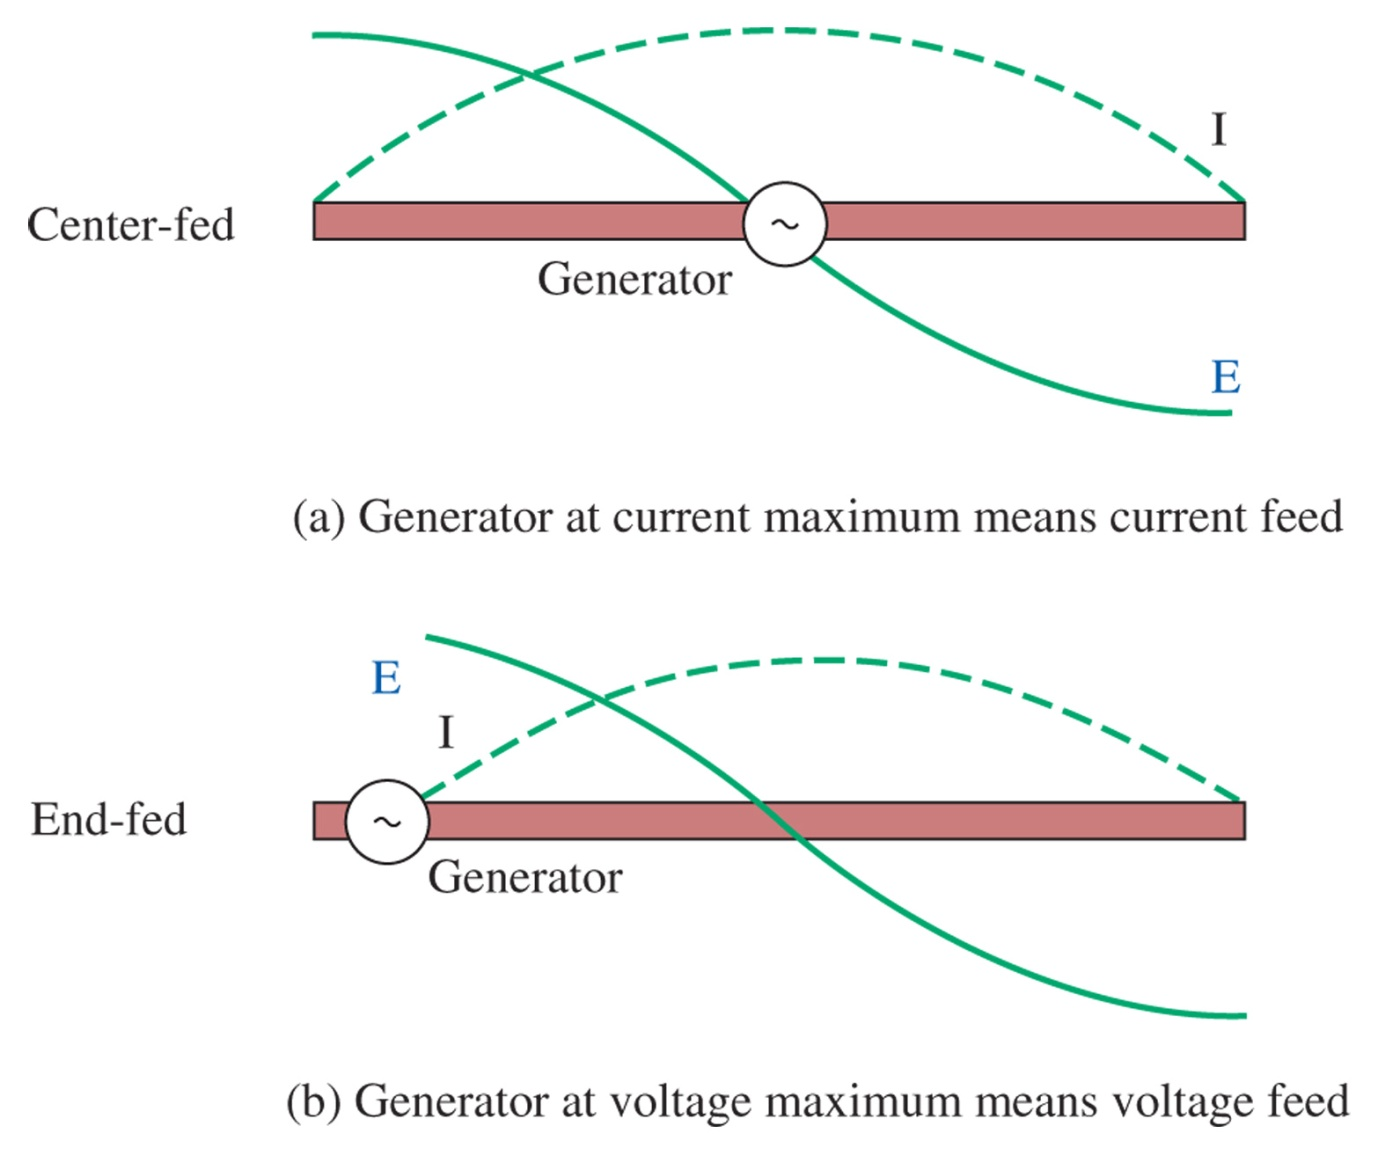 I
Center-fed
~
Generator
E
(a) Generator at current maximum means current feed
E
I
End-fed
~
Generator
(b) Generator at voltage maximum means voltage feed